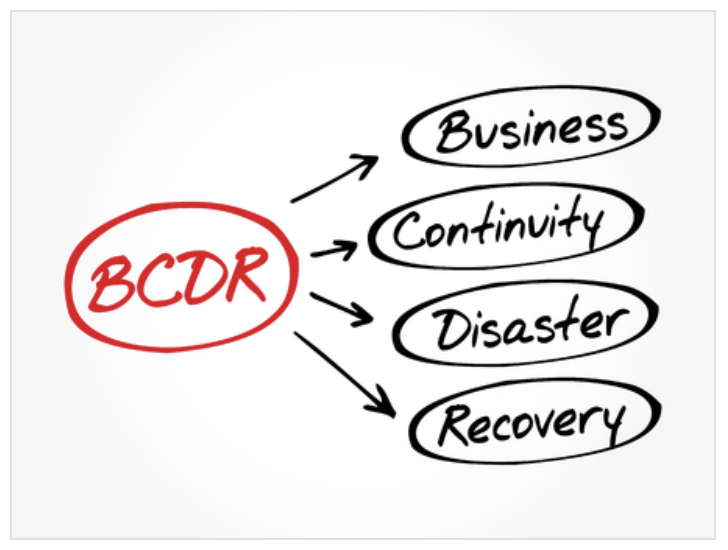 BCDR
Business
Continuity
Disaster
Recovery